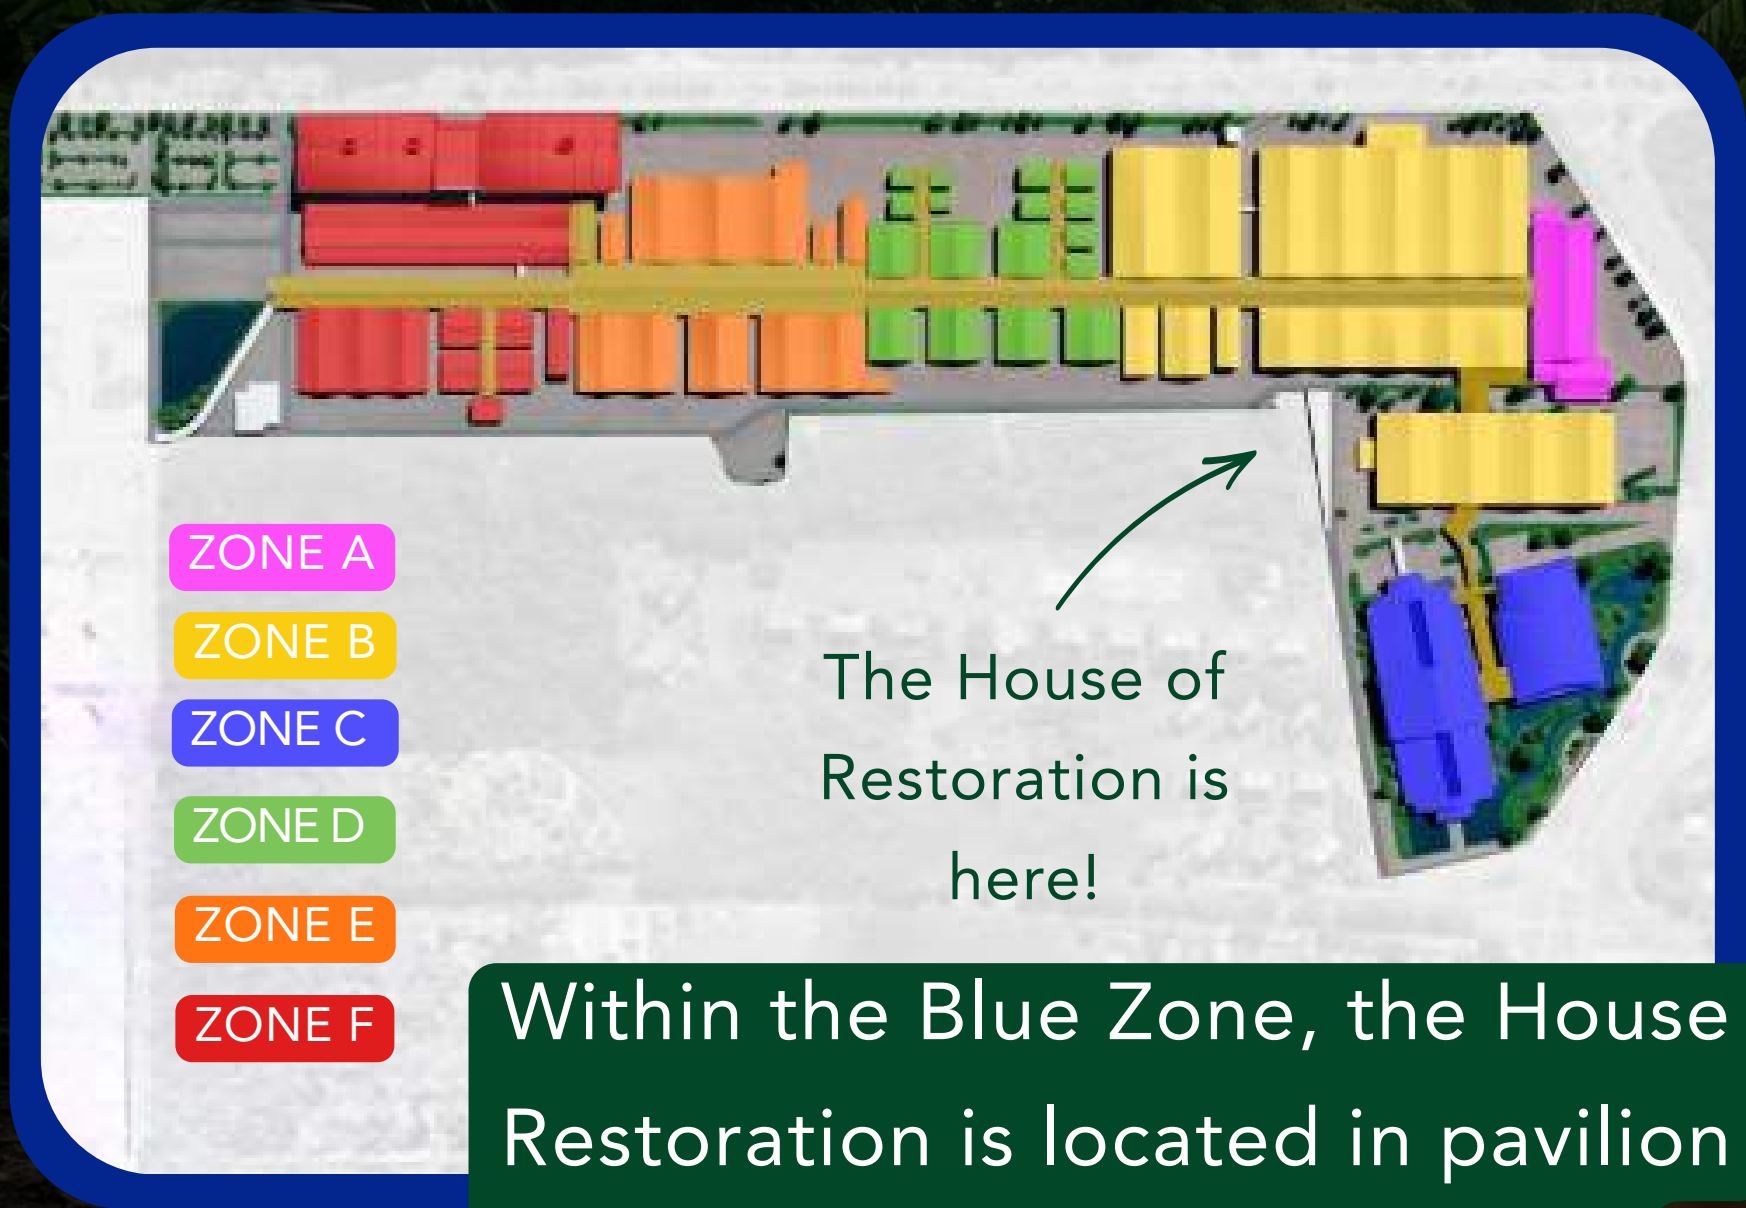 ZONE A
ZONE B
ZONE C
ZONE D
ZONE E
ZONE F
The House of
Restoration is
here!
Within the Blue Zone, the House
Restoration is located in pavilion